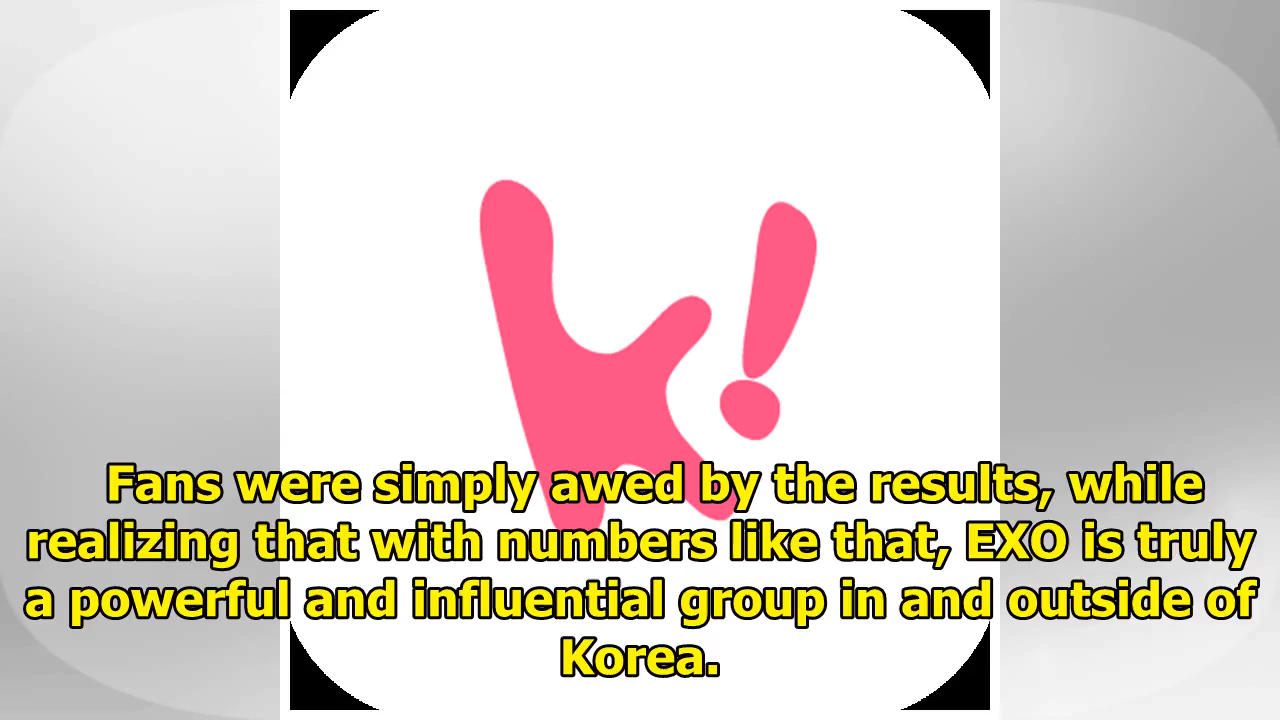 k!
Fans were simply awed by the results, while
realizing that with numbers like that, EXO is truly
a powerful and influential group in and outside of
Korea.